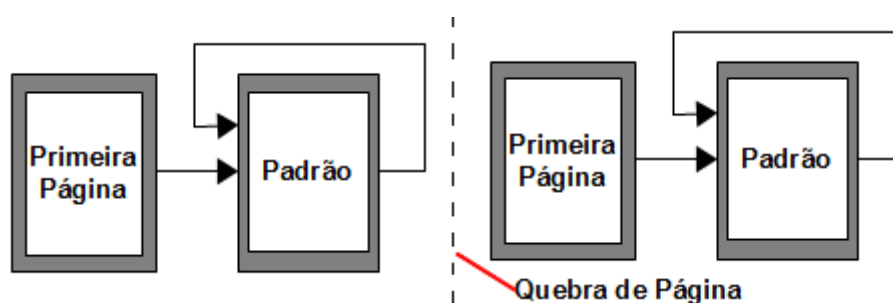 Primeira
Página
Padrão
Primeira
Página
Padrão
Quebra de Página